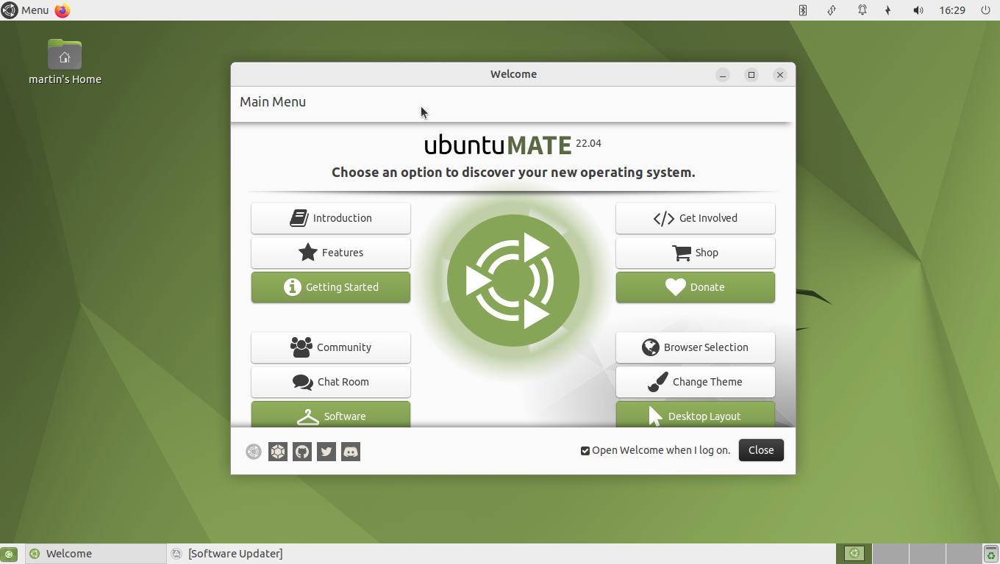 Menu
16:29
martin's Home
Welcome
Main Menu
ubuntu MATE 22.04
Choose an option to discover your new operating system.
Introduction
Features
Getting Started
Community
Chat Room
Software
Get Involved
Shop
Donate
Browser Selection
Change Theme
Desktop Layout
Open Welcome when I log on.
Close
Welcome
[Software Updater]